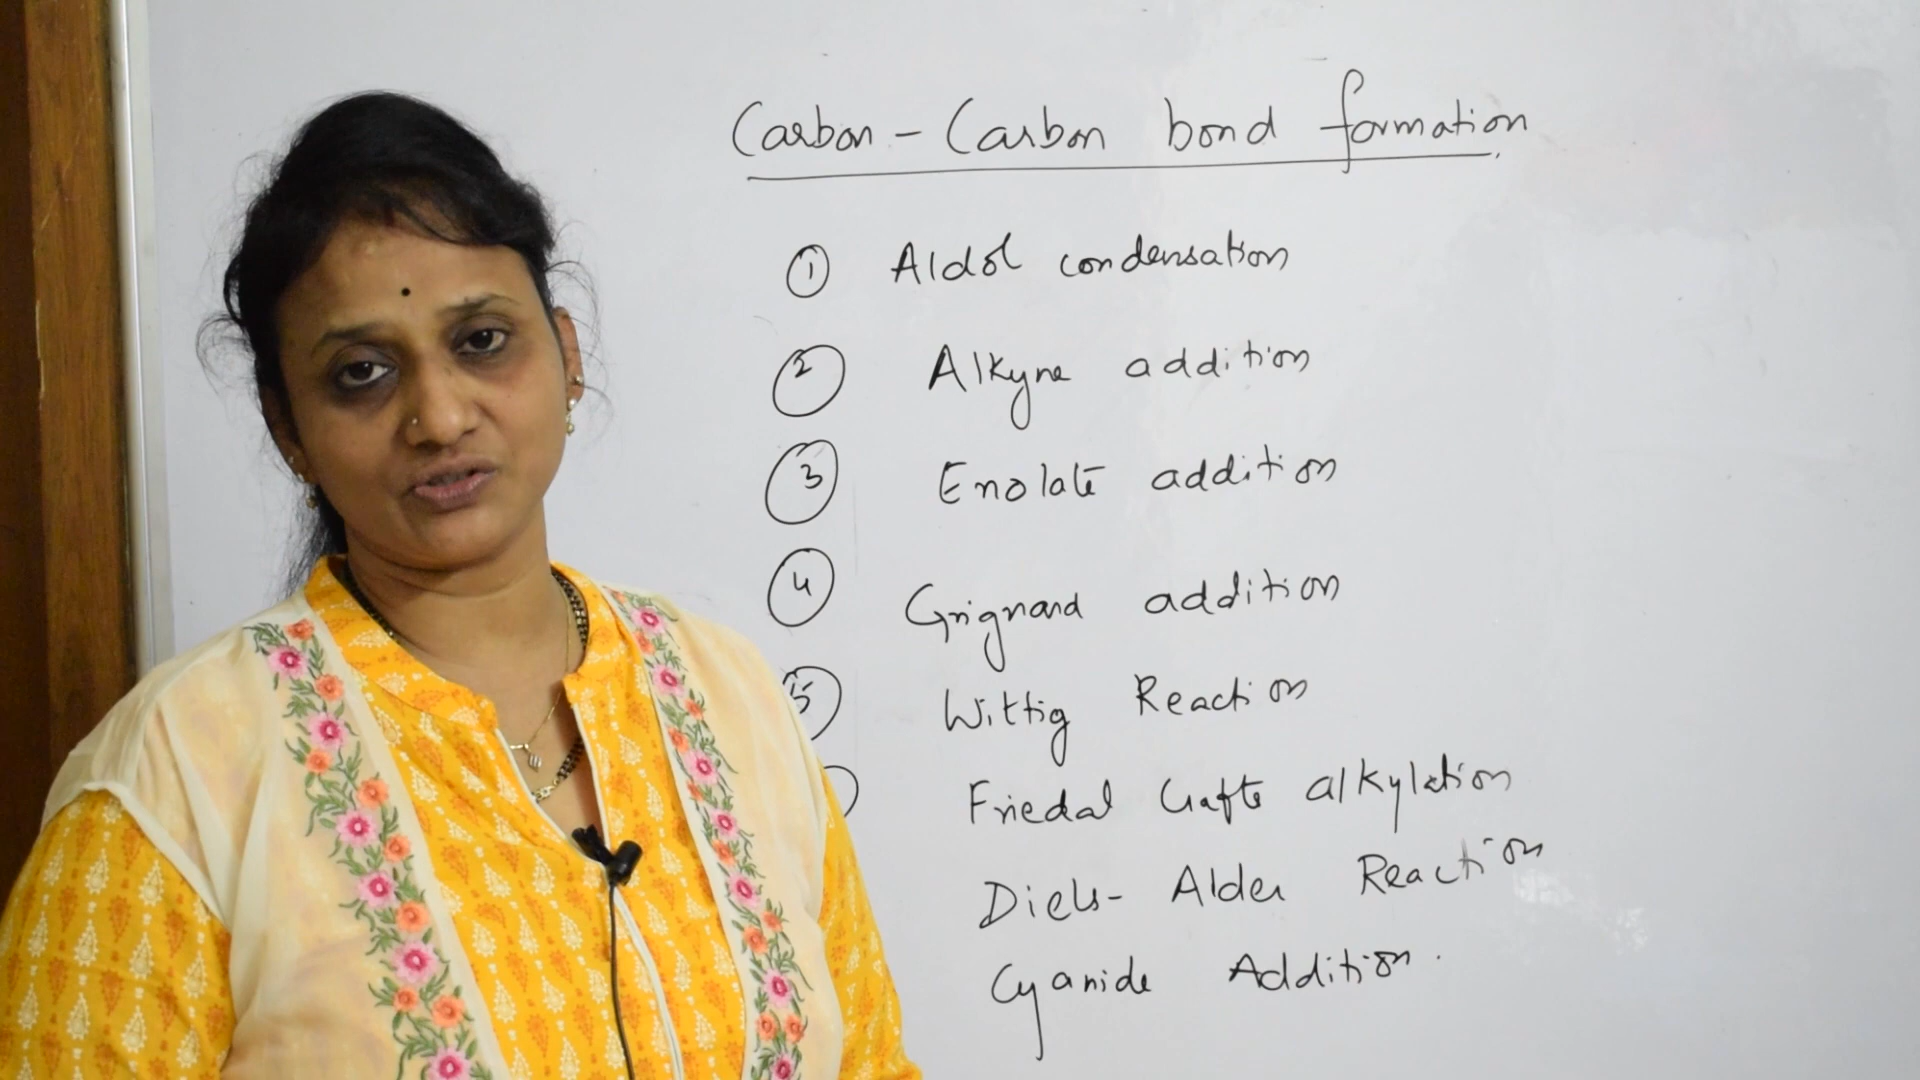 Carbon - Carbon bond formation
1 Aldol condensation
2 Alkyne addition
3 Enolate addition
4 Grignard addition
5 Wittig Reaction
Friedal Crafts alkylation
Diels- Alder Reaction
Cyanide Addition.